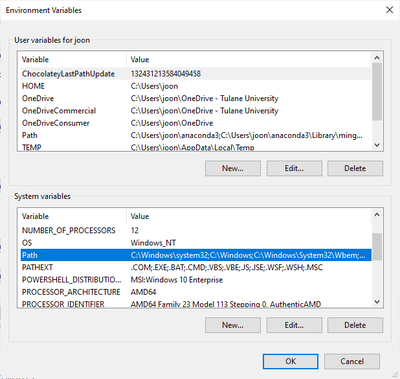 Environment Variables
User variables for joon
Variable Value
ChocolateyLastPathUpdate 132431213584049458
HOME C:\Users\joon
OneDrive C:\Users\joon\OneDrive - Tulane University
OneDriveCommercial C:\Users\joon\OneDrive - Tulane University
OneDriveConsumer C:\Users\joon\OneDrive
Path C:\Users\joon\anaconda3;C:\Users\joon\anaconda3\Library\ming...
TEMP C:\Users\joon\AppData\Local\Temp
New... Edit... Delete
System variables
Variable Value
NUMBER_OF_PROCESSORS 12
OS Windows_NT
Path C:\Windows\system32;C:\Windows;C:\Windows\System32\Wbem;...
PATHEXT .COM;.EXE;.BAT;.CMD;.VBS;.VBE;.JS;.JSE;.WSF;.WSH;.MSC
POWERSHELL_DISTRIBUTIO... MSI:Windows 10 Enterprise
PROCESSOR_ARCHITECTURE AMD64
PROCESSOR_IDENTIFIER AMD64 Family 23 Model 113 Stepping 0, AuthenticAMD
New... Edit... Delete
OK Cancel